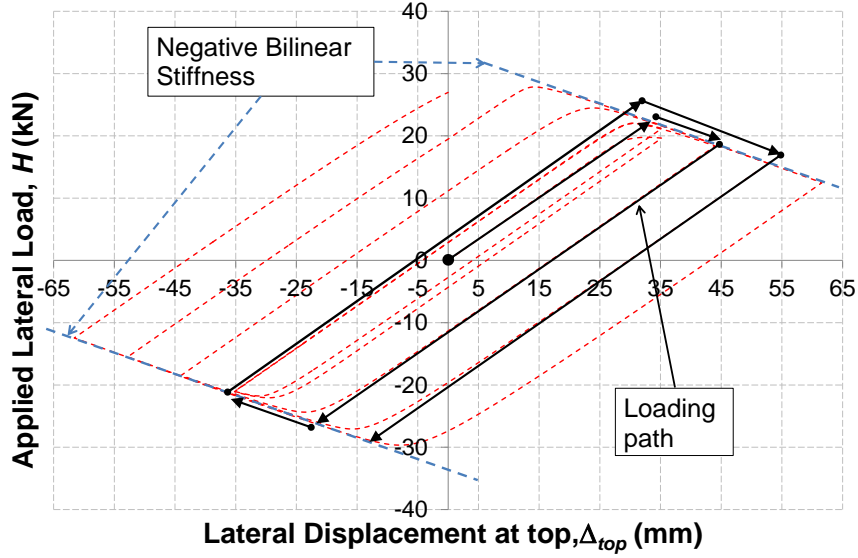 40
30
20
10
0
-10
-20
-30
-40
-65 -55 -45 -35 -25 -15 -5 5 15 25 35 45 55 65
Negative Bilinear
Stiffness
Loading
path
Applied Lateral Load, H (kN)
Lateral Displacement at top,Δtop (mm)